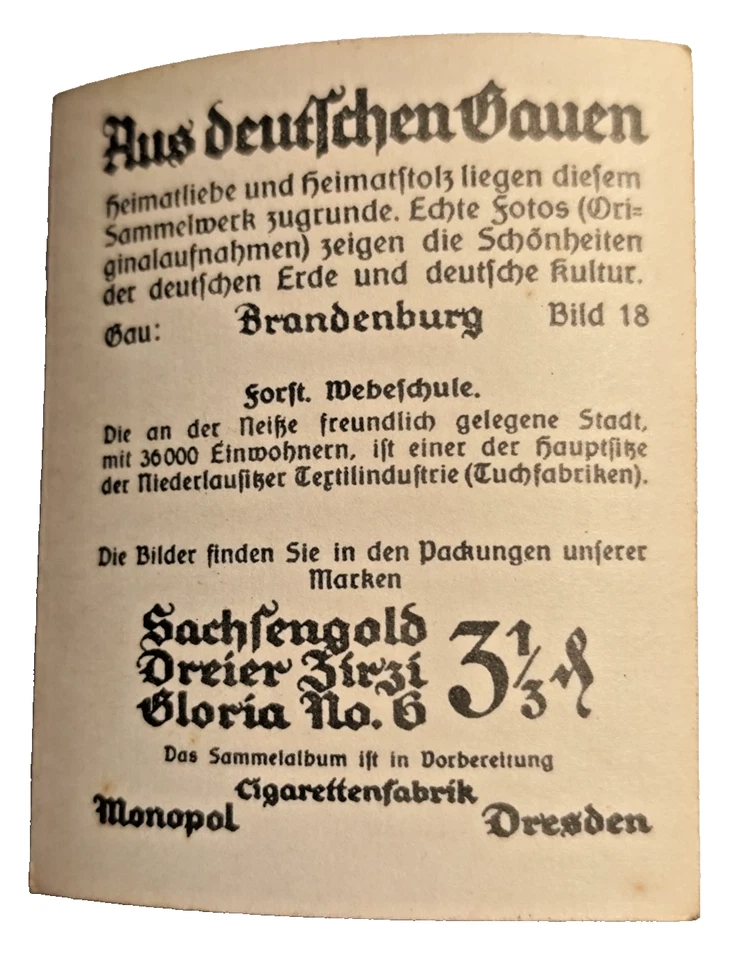 Aus deutschen Gauen
Heimatliebe und Heimatstolz liegen diesem
Sammelwerk zugrunde. Echte Fotos (Ori-
ginalaufnahmen) zeigen die Schönheiten
der deutschen Erde und deutsche Kultur.
Gau: Brandenburg Bild 18
Forst. Webeschule.
Die an der Neiße freundlich gelegene Stadt,
mit 36000 Einwohnern, ist einer der Hauptsitze
der Niederlausitzer Textilindustrie (Tuchfabriken).
Die Bilder finden Sie in den Packungen unserer
Marken
Sachsengold
Dreier Zirzi 3 1/3 ₰
Gloria No. 6
Das Sammelalbum ist in Vorbereitung
Cigarettenfabrik
Monopol Dresden